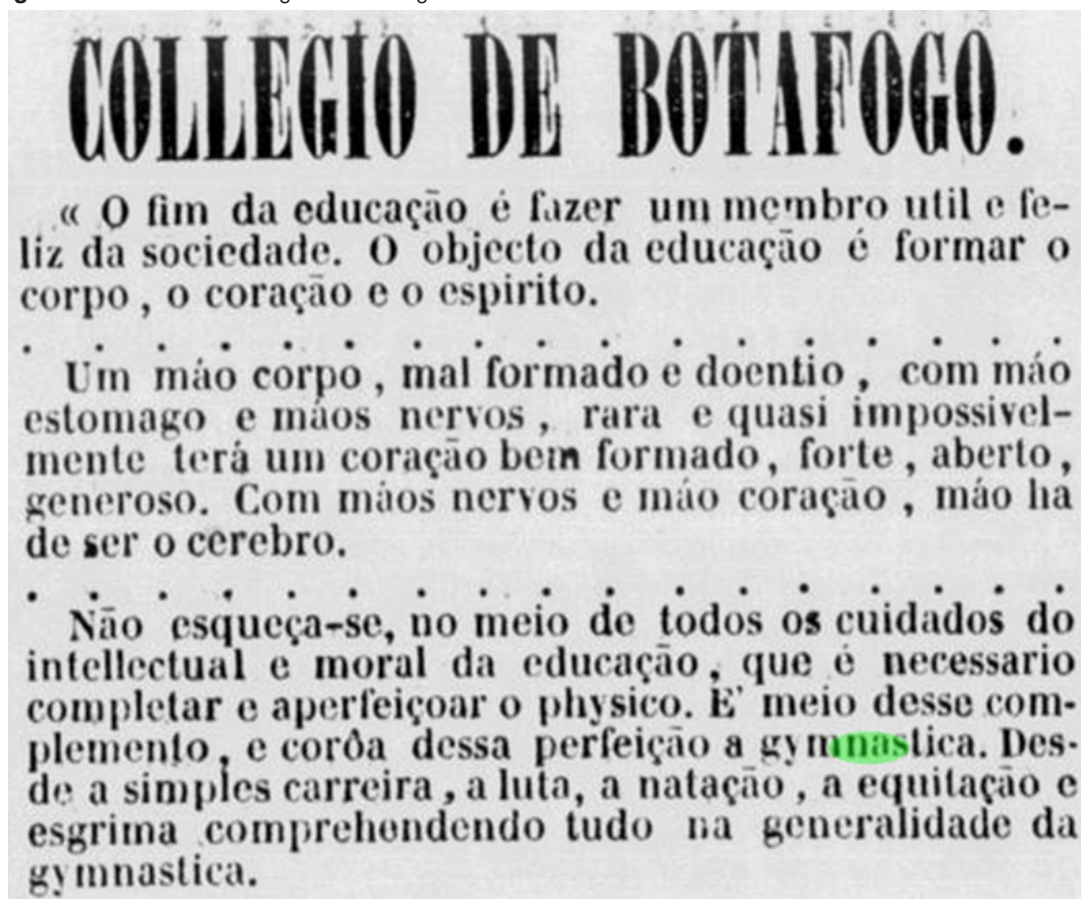 COLLEGIO DE BOTAFOGO.
« O fim da educação é fazer um membro util e fe-
liz da sociedade. O objecto da educação é formar o
corpo, o coração e o espirito.
. . . . . . . . . . . . . . . . .
Um máo corpo, mal formado e doentio, com máo
estomago e máos nervos, rara e quasi impossivel-
mente terá um coração bem formado, forte, aberto,
generoso. Com máos nervos e máo coração, máo ha
de ser o cerebro.
. . . . . . . . . . . . . . . . .
Não esqueça-se, no meio de todos os cuidados do
intellectual e moral da educação, que é necessario
completar e aperfeiçoar o physico. E' meio desse com-
plemento, e corôa dessa perfeição a gymnastica. Des-
de a simples carreira, a luta, a natação, a equitação e
esgrima comprehendendo tudo na generalidade da
gymnastica.